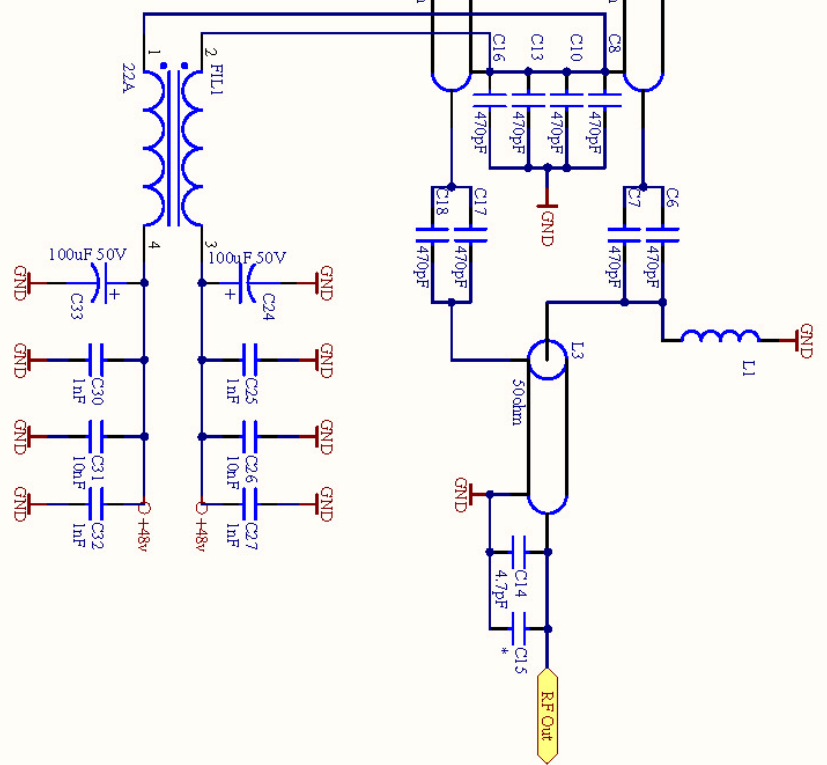 C16
C13
C10
C8
470pF
470pF
470pF
470pF
GND
1
2
22A
FIL1
4
3
C18
C17
470pF
470pF
C7
C6
470pF
470pF
100uF 50V
100uF 50V
GND
C33
+
+
C24
GND
GND
C30
1nF
C25
1nF
GND
GND
C31
10nF
C26
10nF
GND
GND
C32
1nF
C27
1nF
GND
+48v
+48v
L3
50ohm
L1
GND
GND
C14
4.7pF
C15
*
RF Out